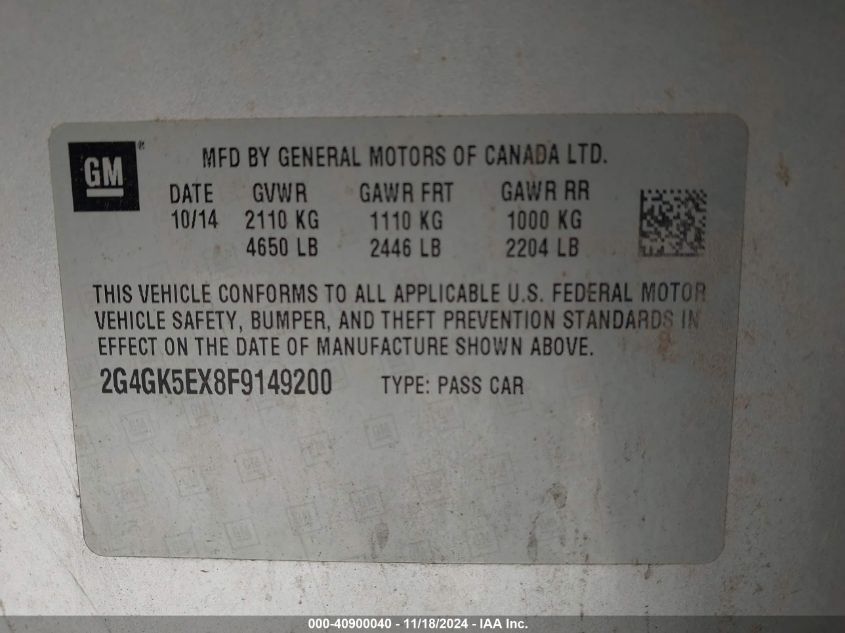 GM®
MFD BY GENERAL MOTORS OF CANADA LTD.
DATE GVWR GAWR FRT GAWR RR
10/14 2110 KG 1110 KG 1000 KG
4650 LB 2446 LB 2204 LB
THIS VEHICLE CONFORMS TO ALL APPLICABLE U.S. FEDERAL MOTOR
VEHICLE SAFETY, BUMPER, AND THEFT PREVENTION STANDARDS IN
EFFECT ON THE DATE OF MANUFACTURE SHOWN ABOVE.
2G4GK5EX8F9149200 TYPE: PASS CAR
000-40900040 - 11/18/2024 - IAA Inc.